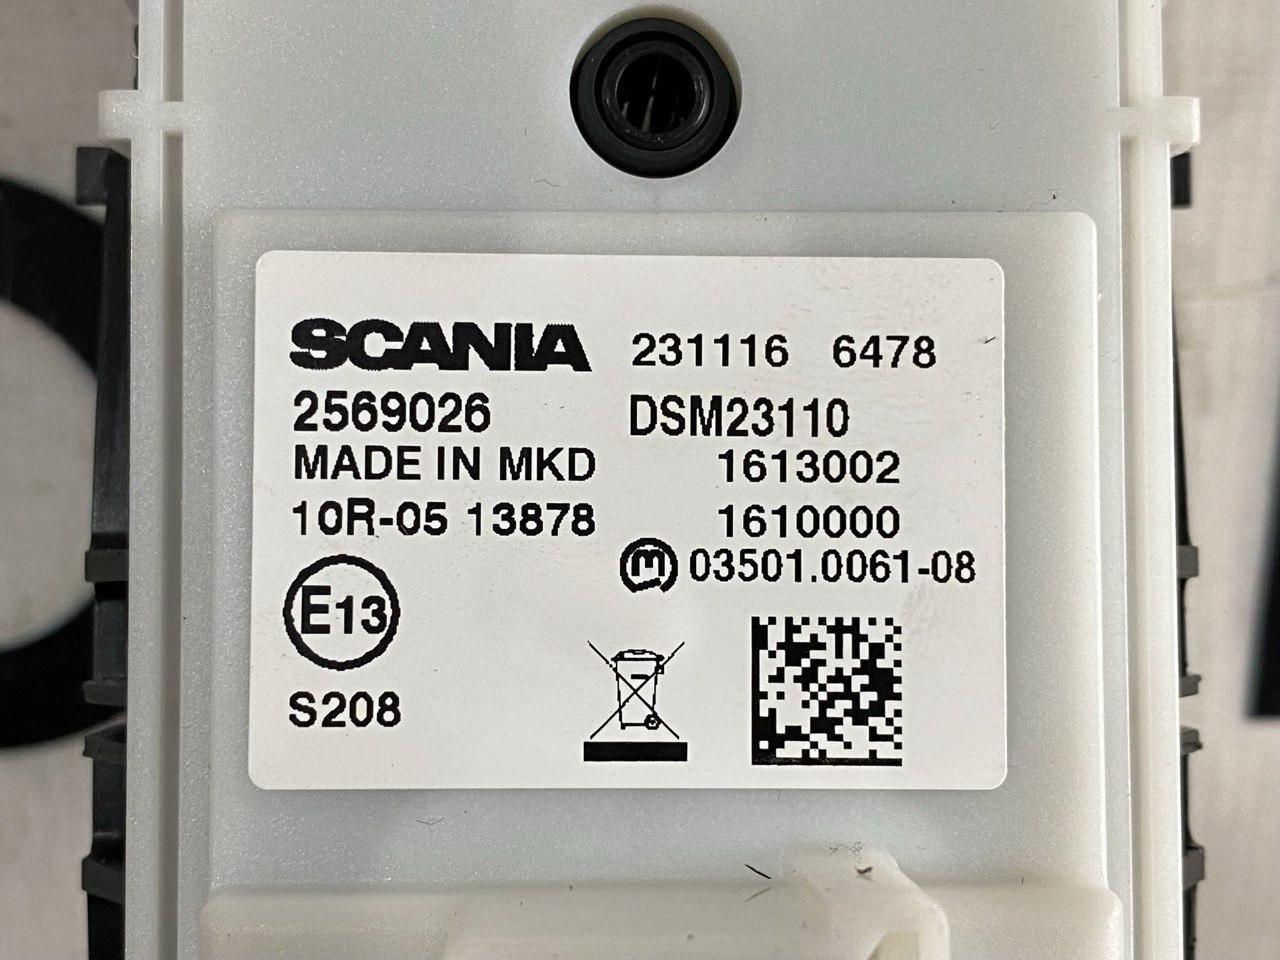 SCANIA 231116 6478
2569026 DSM23110
MADE IN MKD 1613002
10R-05 13878 1610000
m 03501.0061-08
E13
S208